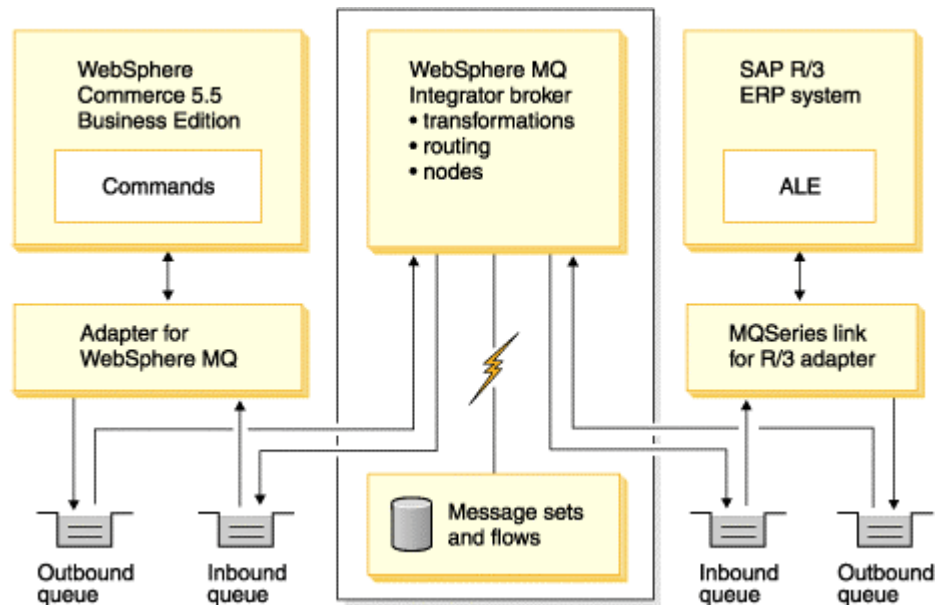 WebSphere
Commerce 5.5
Business Edition
Commands
WebSphere MQ
Integrator broker
• transformations
• routing
• nodes
SAP R/3
ERP system
ALE
Adapter for
WebSphere MQ
MQSeries link
for R/3 adapter
Message sets
and flows
Outbound
queue
Inbound
queue
Inbound
queue
Outbound
queue